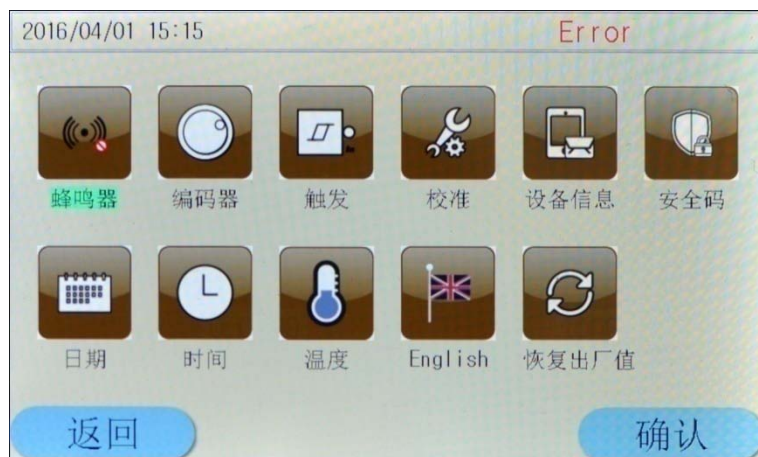 2016/04/01 15:15 Error
蜂鸣器 编码器 触发 校准 设备信息 安全码
日期 时间 温度 English 恢复出厂值
返回 确认